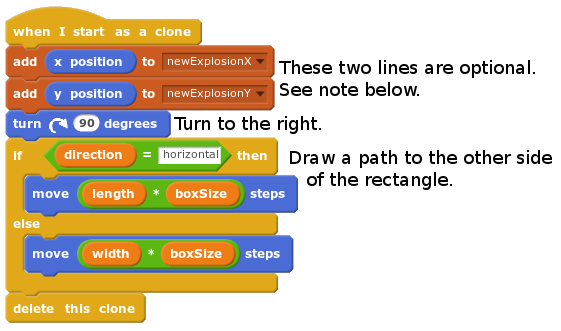 when I start as a clone
add x position to newExplosionX
add y position to newExplosionY
These two lines are optional.
See note below.
turn 90 degrees
Turn to the right.
if direction = horizontal then
Draw a path to the other side
of the rectangle.
move length * boxSize steps
else
move width * boxSize steps
delete this clone